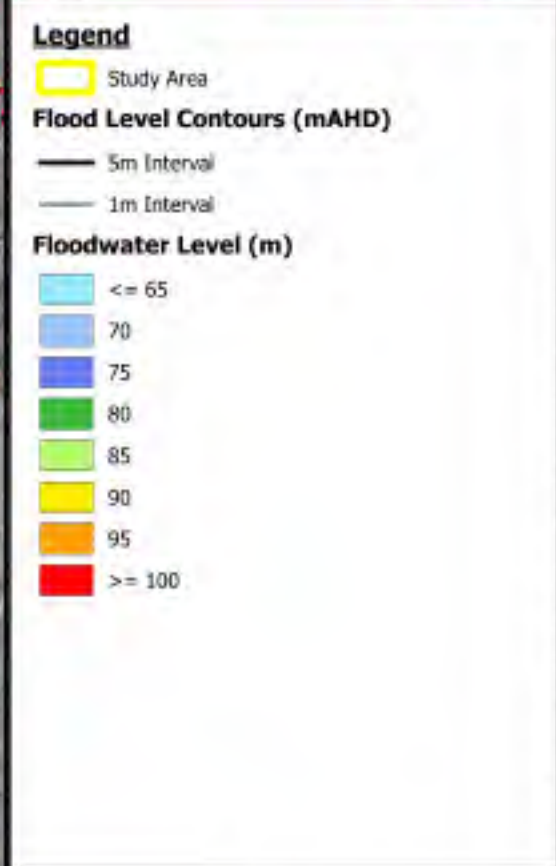 Legend
Study Area
Flood Level Contours (mAHD)
5m Interval
1m Interval
Floodwater Level (m)
<= 65
70
75
80
85
90
95
>= 100